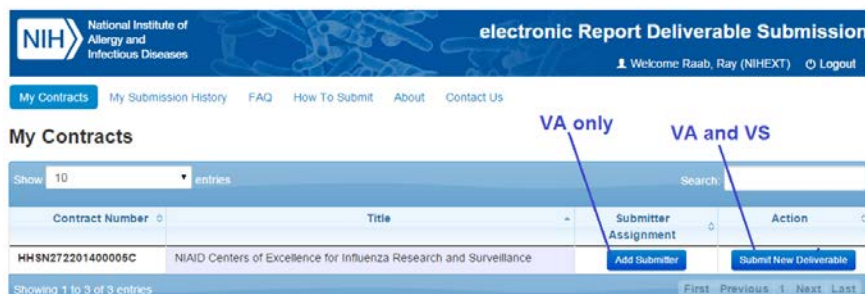 NIH
National Institute of
Allergy and
Infectious Diseases
electronic Report Deliverable Submission
Welcome Raab, Ray (NIHEXT) Logout
My Contracts My Submission History FAQ How To Submit About Contact Us
My Contracts
VA only
VA and VS
Show 10 entries Search:
Contract Number Title Submitter Assignment Action
HHSN272201400005C NIAID Centers of Excellence for Influenza Research and Surveillance Add Submitter Submit New Deliverable
Showing 1 to 3 of 3 entries First Previous 1 Next Last